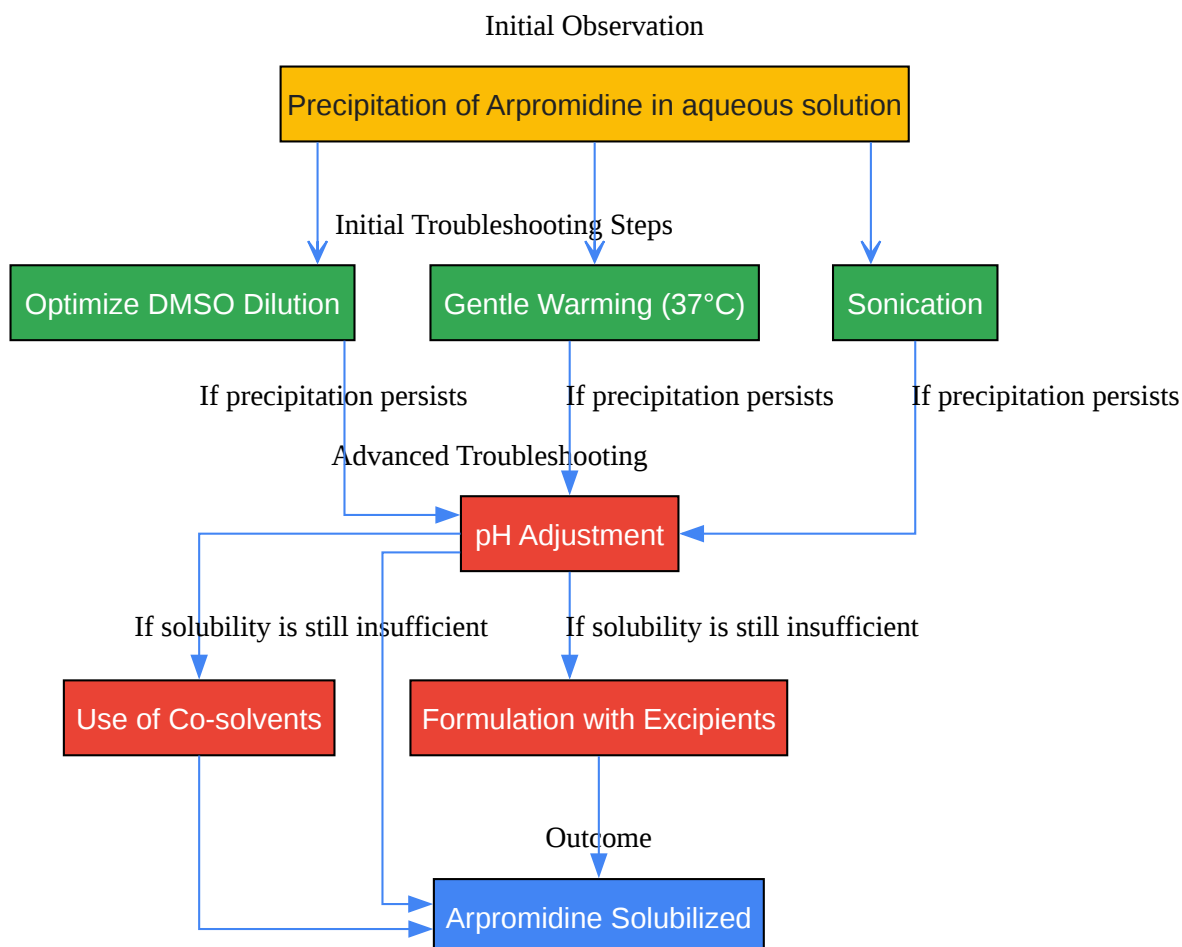 Initial Observation
Precipitation of Arpromidine in aqueous solution
Initial Troubleshooting Steps
Optimize DMSO Dilution
Gentle Warming (37°C)
Sonication
If precipitation persists
If precipitation persists
If precipitation persists
Advanced Troubleshooting
pH Adjustment
If solubility is still insufficient
If solubility is still insufficient
Use of Co-solvents
Formulation with Excipients
Outcome
Arpromidine Solubilized